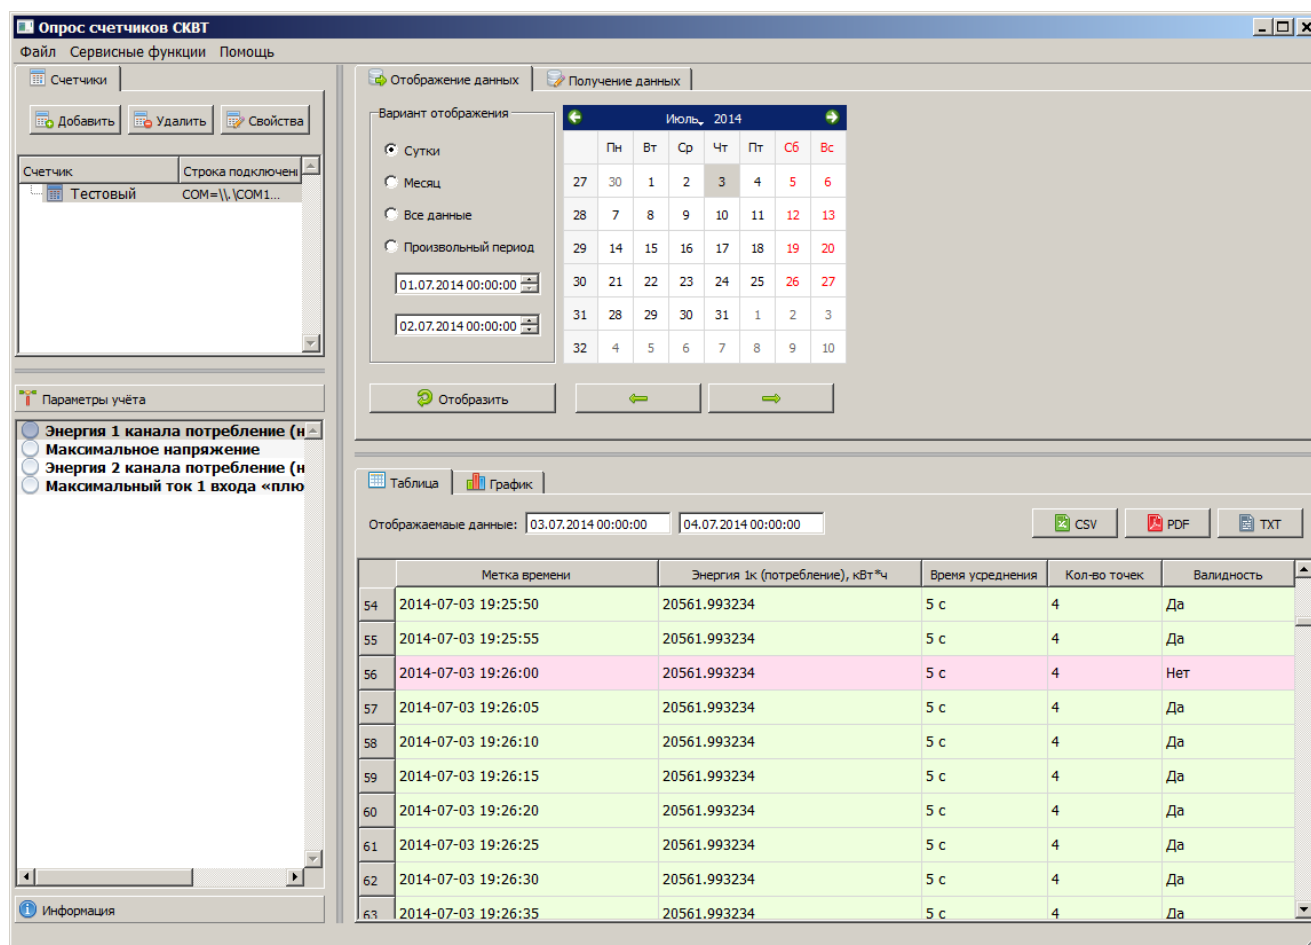 Опрос счетчиков СКВТ
Файл Сервисные функции Помощь
Счетчики
Добавить Удалить Свойства
Счетчик Строка подключени
Тестовый COM=\\.\COM1...
Параметры учёта
Энергия 1 канала потребление (н
Максимальное напряжение
Энергия 2 канала потребление (н
Максимальный ток 1 входа «плю
Информация
Отображение данных Получение данных
Вариант отображения
Сутки
Месяц
Все данные
Произвольный период
01.07.2014 00:00:00
02.07.2014 00:00:00
Июль, 2014
Пн Вт Ср Чт Пт Сб Вс
27 30 1 2 3 4 5 6
28 7 8 9 10 11 12 13
29 14 15 16 17 18 19 20
30 21 22 23 24 25 26 27
31 28 29 30 31 1 2 3
32 4 5 6 7 8 9 10
Отобразить
Таблица График
Отображаемаые данные: 03.07.2014 00:00:00 04.07.2014 00:00:00
CSV PDF TXT
Метка времени Энергия 1к (потребление), кВт*ч Время усреднения Кол-во точек Валидность
54 2014-07-03 19:25:50 20561.993234 5 с 4 Да
55 2014-07-03 19:25:55 20561.993234 5 с 4 Да
56 2014-07-03 19:26:00 20561.993234 5 с 4 Нет
57 2014-07-03 19:26:05 20561.993234 5 с 4 Да
58 2014-07-03 19:26:10 20561.993234 5 с 4 Да
59 2014-07-03 19:26:15 20561.993234 5 с 4 Да
60 2014-07-03 19:26:20 20561.993234 5 с 4 Да
61 2014-07-03 19:26:25 20561.993234 5 с 4 Да
62 2014-07-03 19:26:30 20561.993234 5 с 4 Да
63 2014-07-03 19:26:35 20561.993234 5 с 4 Да